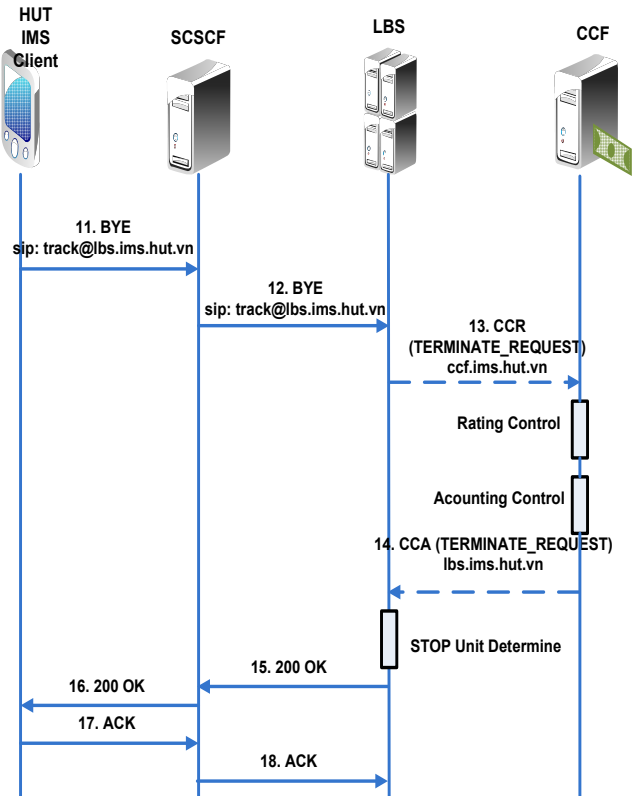 HUT
IMS
Client
SCSCF
LBS
CCF
11. BYE
sip: track@lbs.ims.hut.vn
12. BYE
sip: track@lbs.ims.hut.vn
13. CCR
(TERMINATE_REQUEST)
ccf.ims.hut.vn
Rating Control
Acounting Control
14. CCA (TERMINATE_REQUEST)
lbs.ims.hut.vn
STOP Unit Determine
15. 200 OK
16. 200 OK
17. ACK
18. ACK